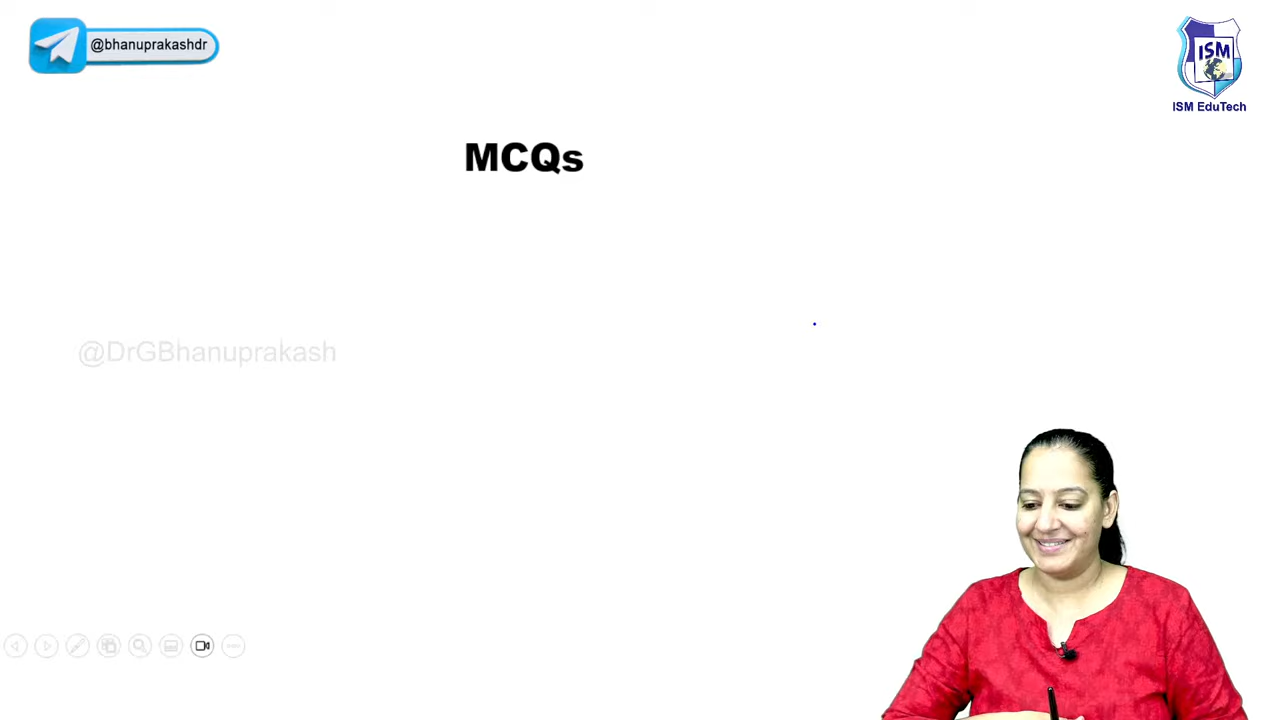 @bhanuprakashdr
ISM
ISM EduTech
MCQs
@DrGBhanuprakash